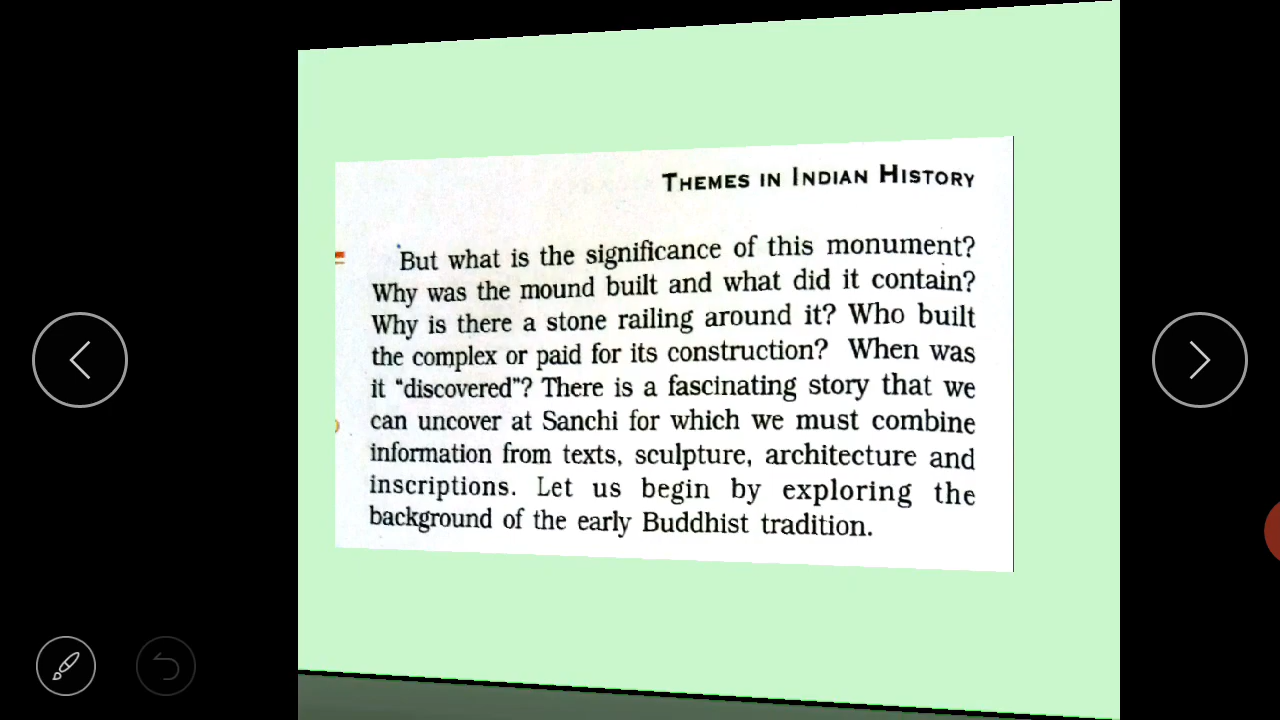 THEMES IN INDIAN HISTORY
But what is the significance of this monument?
Why was the mound built and what did it contain?
Why is there a stone railing around it? Who built
the complex or paid for its construction? When was
it “discovered”? There is a fascinating story that we
can uncover at Sanchi for which we must combine
information from texts, sculpture, architecture and
inscriptions. Let us begin by exploring the
background of the early Buddhist tradition.